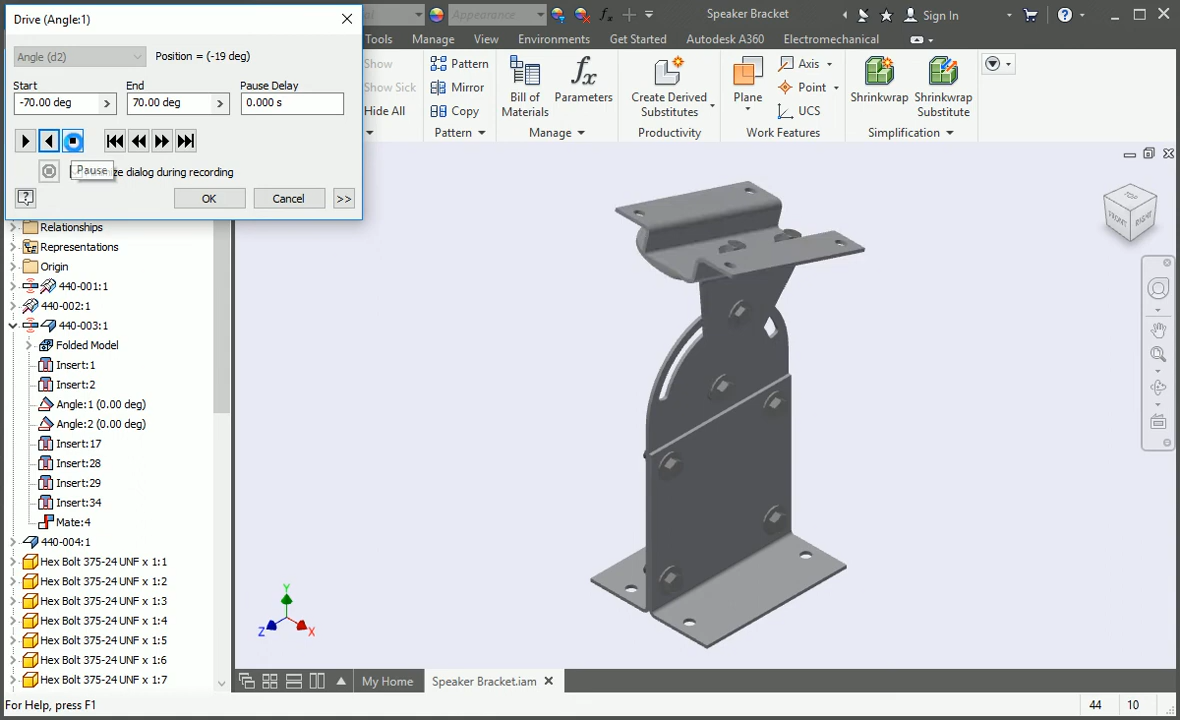 Drive (Angle:1)
Appearance
Speaker Bracket
Sign In
Tools
Manage
View
Environments
Get Started
Autodesk A360
Electromechanical
Angle (d2)
Position = (-19 deg)
Start
End
Pause Delay
-70.00 deg
70.00 deg
0.000 s
Pause
dialog during recording
OK
Cancel
>>
Show
Show Sick
Hide All
Pattern
Mirror
Copy
Pattern
Bill of
Materials
Parameters
Manage
Create Derived
Substitutes
Productivity
Plane
Axis
Point
UCS
Work Features
Shrinkwrap
Shrinkwrap
Substitute
Simplification
Relationships
Representations
Origin
440-001:1
440-002:1
440-003:1
Folded Model
Insert:1
Insert:2
Angle:1 (0.00 deg)
Angle:2 (0.00 deg)
Insert:17
Insert:28
Insert:29
Insert:34
Mate:4
440-004:1
Hex Bolt 375-24 UNF x 1:1
Hex Bolt 375-24 UNF x 1:2
Hex Bolt 375-24 UNF x 1:3
Hex Bolt 375-24 UNF x 1:4
Hex Bolt 375-24 UNF x 1:5
Hex Bolt 375-24 UNF x 1:6
Hex Bolt 375-24 UNF x 1:7
TOP
FRONT
RIGHT
Y
Z
X
My Home
Speaker Bracket.iam
For Help, press F1
44
10